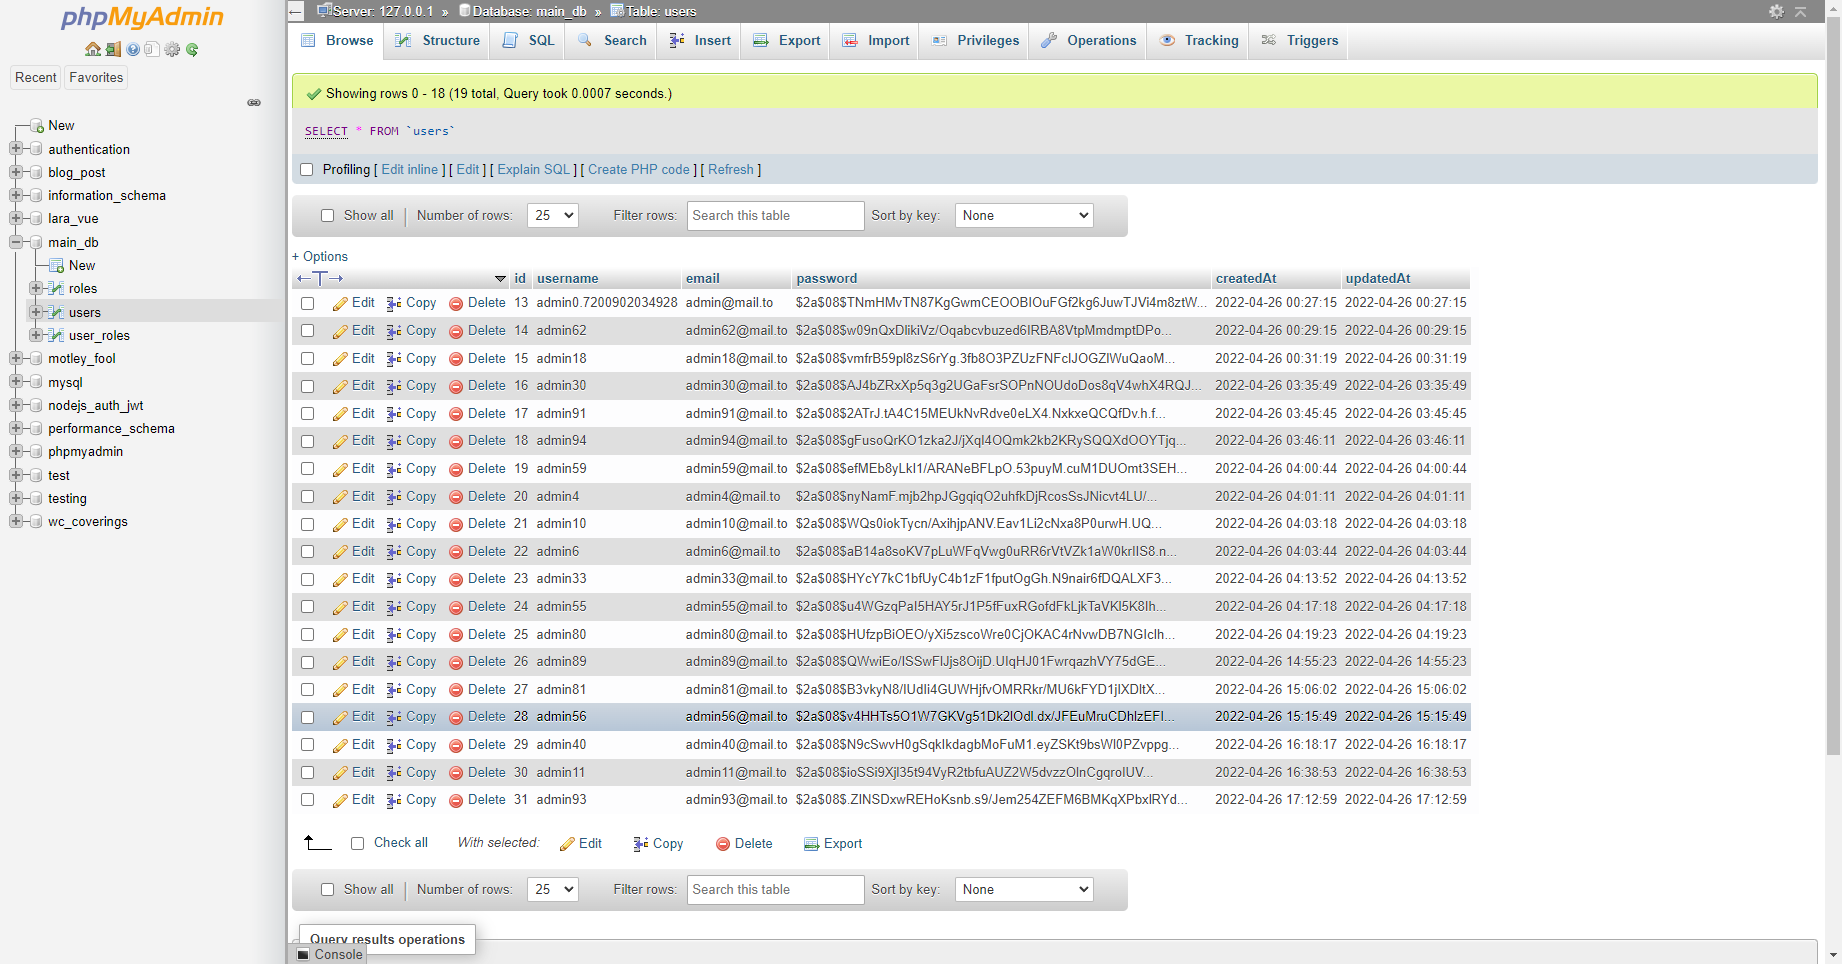 phpMyAdmin
Recent Favorites
New
authentication
blog_post
information_schema
lara_vue
main_db
New
roles
users
user_roles
motley_fool
mysql
nodejs_auth_jwt
performance_schema
phpmyadmin
test
testing
wc_coverings
Server: 127.0.0.1 » Database: main_db » Table: users
Browse Structure SQL Search Insert Export Import Privileges Operations Tracking Triggers
Showing rows 0 - 18 (19 total, Query took 0.0007 seconds.)
SELECT * FROM `users`
Profiling [ Edit inline ] [ Edit ] [ Explain SQL ] [ Create PHP code ] [ Refresh ]
Show all | Number of rows: 25 Filter rows: Search this table Sort by key: None
+ Options
←T→ id username email password createdAt updatedAt
Edit Copy Delete 13 admin0.7200902034928 admin@mail.to $2a$08$TNmHMvTN87KgGwmCEOOBIOuFGf2kg6JuwTJVi4m8ztW... 2022-04-26 00:27:15 2022-04-26 00:27:15
Edit Copy Delete 14 admin62 admin62@mail.to $2a$08$w09nQxDlikiVz/Oqabcvbuzed6IRBA8VtpMmdmptDPo... 2022-04-26 00:29:15 2022-04-26 00:29:15
Edit Copy Delete 15 admin18 admin18@mail.to $2a$08$vmfrB59pl8zS6rYg.3fb8O3PZUzFNFclJOGZlWuQaoM... 2022-04-26 00:31:19 2022-04-26 00:31:19
Edit Copy Delete 16 admin30 admin30@mail.to $2a$08$AJ4bZRxXp5q3g2UGaFsrSOPnNOUdoDos8qV4whX4RQJ... 2022-04-26 03:35:49 2022-04-26 03:35:49
Edit Copy Delete 17 admin91 admin91@mail.to $2a$08$2ATrJ.tA4C15MEUkNvRdve0eLX4.NxkxeQCQfDv.h.f... 2022-04-26 03:45:45 2022-04-26 03:45:45
Edit Copy Delete 18 admin94 admin94@mail.to $2a$08$gFusoQrKO1zka2J/jXqI4OQmk2kb2KRySQQXdOOYTjq... 2022-04-26 03:46:11 2022-04-26 03:46:11
Edit Copy Delete 19 admin59 admin59@mail.to $2a$08$efMEb8yLkI1/ARANeBFLpO.53puyM.cuM1DUOmt3SEH... 2022-04-26 04:00:44 2022-04-26 04:00:44
Edit Copy Delete 20 admin4 admin4@mail.to $2a$08$nyNamF.mjb2hpJGgqiqO2uhfkDjRcosSsJNicvt4LU/... 2022-04-26 04:01:11 2022-04-26 04:01:11
Edit Copy Delete 21 admin10 admin10@mail.to $2a$08$WQs0iokTycn/AxihjpANV.Eav1Li2cNxa8P0urwH.UQ... 2022-04-26 04:03:18 2022-04-26 04:03:18
Edit Copy Delete 22 admin6 admin6@mail.to $2a$08$aB14a8soKV7pLuWFqVwg0uRR6rVtVZk1aW0krIIS8.n... 2022-04-26 04:03:44 2022-04-26 04:03:44
Edit Copy Delete 23 admin33 admin33@mail.to $2a$08$HYcY7kC1bfUyC4b1zF1fputOgGh.N9nair6fDQALXF3... 2022-04-26 04:13:52 2022-04-26 04:13:52
Edit Copy Delete 24 admin55 admin55@mail.to $2a$08$u4WGzqPaI5HAY5rJ1P5fFuxRGofdFkLjkTaVKl5K8Ih... 2022-04-26 04:17:18 2022-04-26 04:17:18
Edit Copy Delete 25 admin80 admin80@mail.to $2a$08$HUfzpBiOEO/yXi5zscoWre0CjOKAC4rNvwDB7NGIcIh... 2022-04-26 04:19:23 2022-04-26 04:19:23
Edit Copy Delete 26 admin89 admin89@mail.to $2a$08$QWwiEo/ISSwFIJjs8OijD.UIqHJ01FwrqazhVY75dGE... 2022-04-26 14:55:23 2022-04-26 14:55:23
Edit Copy Delete 27 admin81 admin81@mail.to $2a$08$B3vkyN8/IUdIi4GUWHjfvOMRRkr/MU6kFYD1jlXDltX... 2022-04-26 15:06:02 2022-04-26 15:06:02
Edit Copy Delete 28 admin56 admin56@mail.to $2a$08$v4HHTs5O1W7GKVg51Dk2IOdl.dx/JFEuMruCDhlzEFI... 2022-04-26 15:15:49 2022-04-26 15:15:49
Edit Copy Delete 29 admin40 admin40@mail.to $2a$08$N9cSwvH0gSqkIkdagbMoFuM1.eyZSKt9bsWl0PZvppg... 2022-04-26 16:18:17 2022-04-26 16:18:17
Edit Copy Delete 30 admin11 admin11@mail.to $2a$08$ioSSi9Xjl35t94VyR2tbfuAUZ2W5dvzzOlnCgqroIUV... 2022-04-26 16:38:53 2022-04-26 16:38:53
Edit Copy Delete 31 admin93 admin93@mail.to $2a$08$.ZINSDxwREHoKsnb.s9/Jem254ZEFM6BMKqXPbxlRYd... 2022-04-26 17:12:59 2022-04-26 17:12:59
Check all With selected: Edit Copy Delete Export
Show all | Number of rows: 25 Filter rows: Search this table Sort by key: None
Query results operations
Console